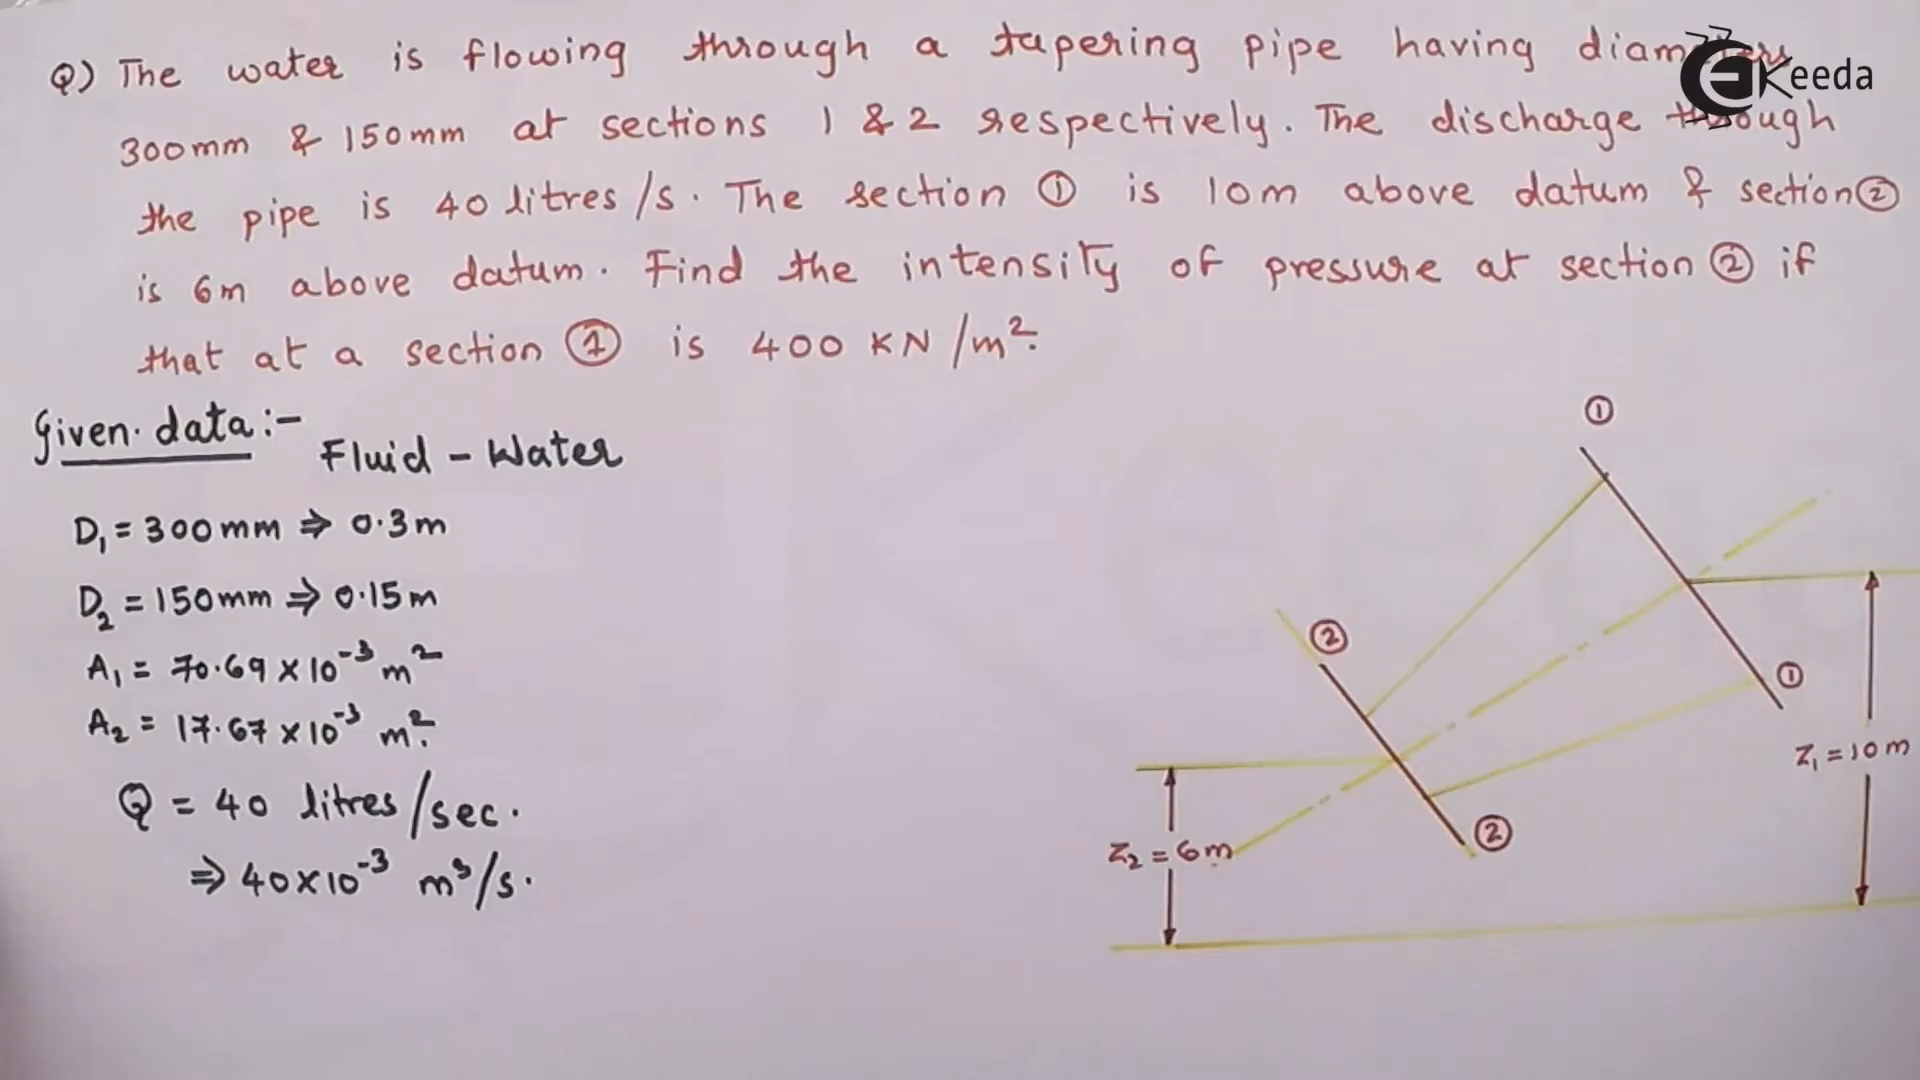 Q) The water is flowing through a tapering pipe having diameters
Keeda
300mm & 150mm at sections 1 & 2 respectively. The discharge through
the pipe is 40 litres/s. The section ① is 10m above datum & section②
is 6m above datum. Find the intensity of pressure at section ② if
that at a section ① is 400 KN/m².
Given data:-
Fluid - Water
D₁ = 300mm ⇒ 0.3m
D₂ = 150mm ⇒ 0.15m
A₁ = 70.69 × 10⁻³ m²
A₂ = 17.67 × 10⁻³ m².
Q = 40 litres/sec.
⇒ 40×10⁻³ m³/s.
①
②
①
Z₁ = 10m
②
Z₂ = 6m